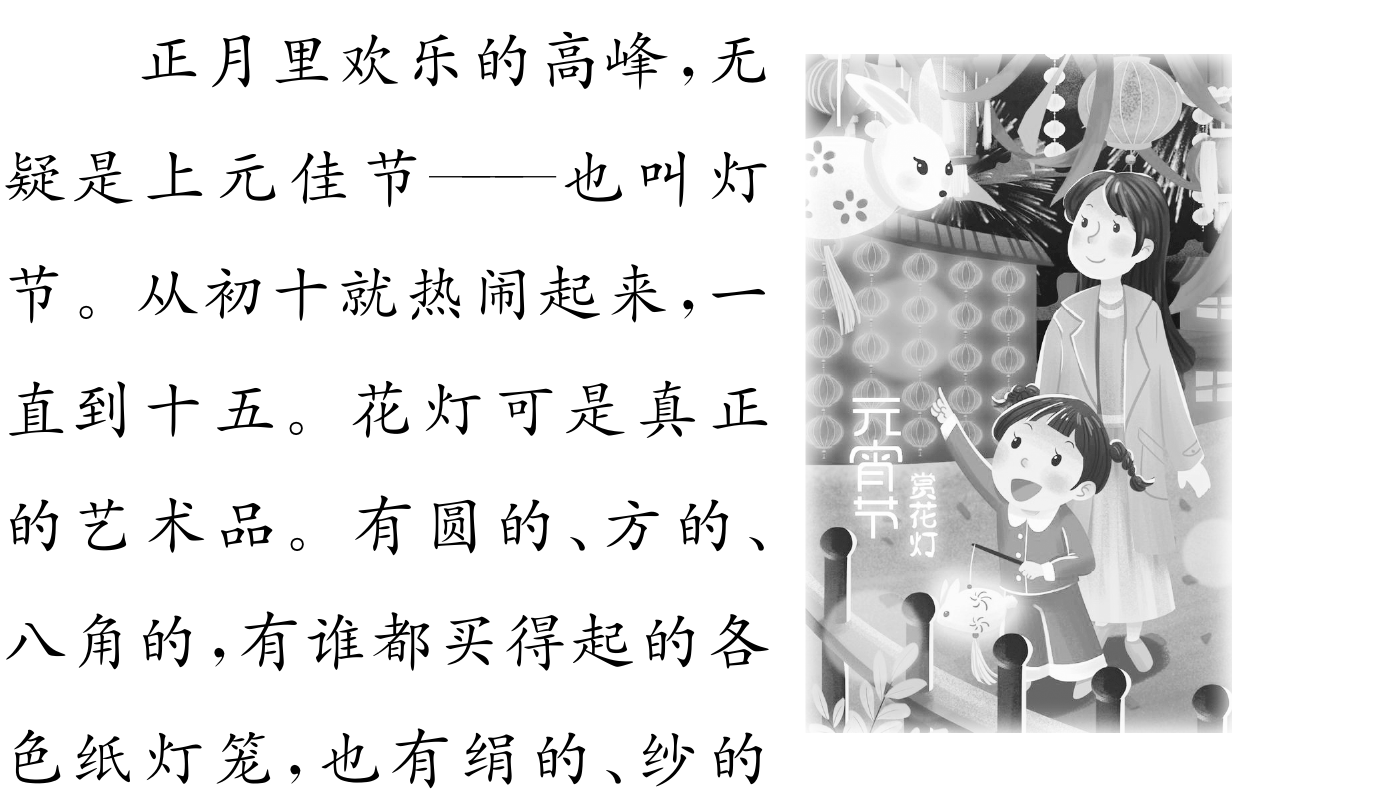 正月里欢乐的高峰，无
疑是上元佳节——也叫灯
节。从初十就热闹起来，一
直到十五。花灯可是真正
的艺术品。有圆的、方的、
八角的，有谁都买得起的各
色纸灯笼，也有绢的、纱的
元宵节
赏花灯